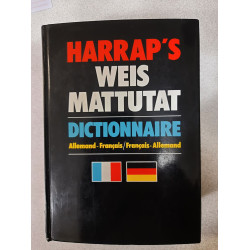 HARRAP'S
WEIS
MATTUTAT
DICTIONNAIRE
Allemand-Français/Français-Allemand